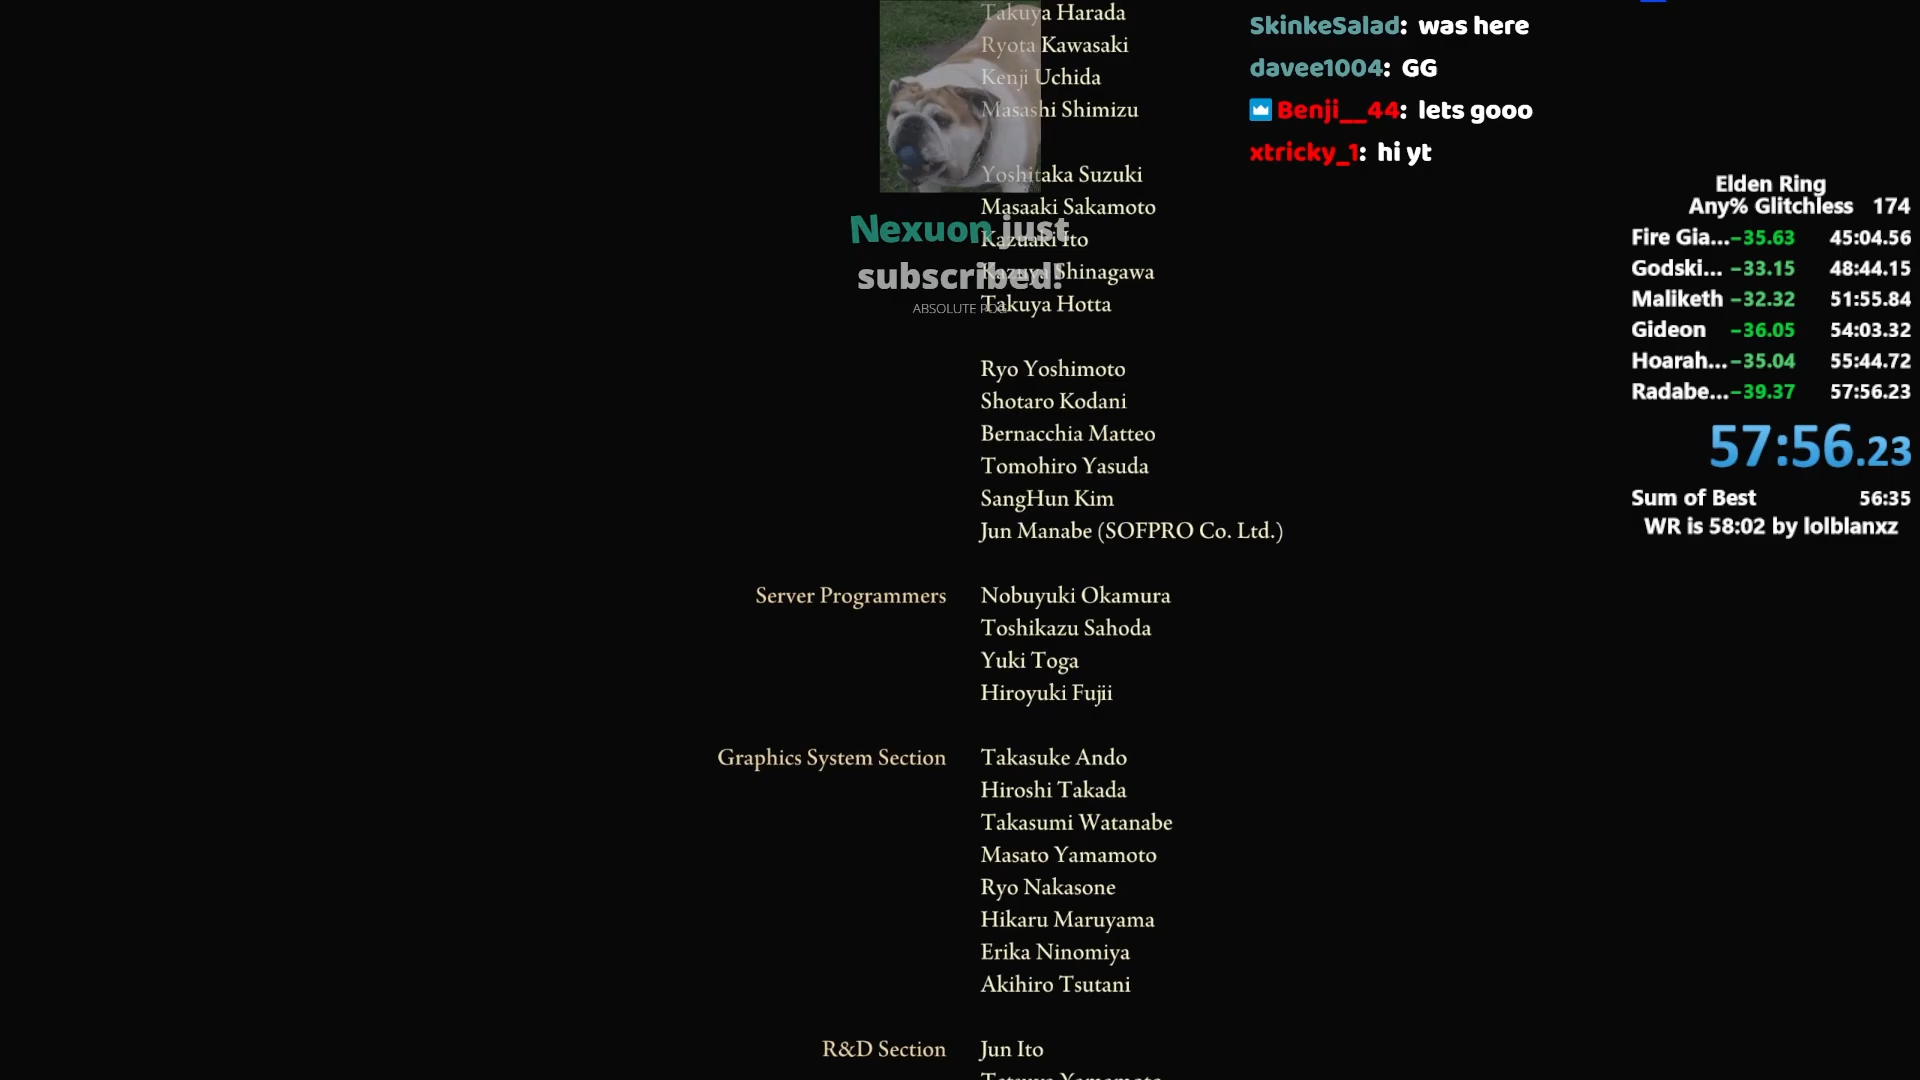 Takuya Harada
Ryota Kawasaki
Kenji Uchida
Masashi Shimizu
Yoshitaka Suzuki
Masaaki Sakamoto
Kazuaki Ito
Kazuya Shinagawa
Takuya Hotta
Nexuon just
subscribed!
ABSOLUTE POG
Ryo Yoshimoto
Shotaro Kodani
Bernacchia Matteo
Tomohiro Yasuda
SangHun Kim
Jun Manabe (SOFPRO Co. Ltd.)
Server Programmers Nobuyuki Okamura
Toshikazu Sahoda
Yuki Toga
Hiroyuki Fujii
Graphics System Section Takasuke Ando
Hiroshi Takada
Takasumi Watanabe
Masato Yamamoto
Ryo Nakasone
Hikaru Maruyama
Erika Ninomiya
Akihiro Tsutani
R&D Section Jun Ito
SkinkeSalad: was here
davee1004: GG
Benji__44: lets gooo
xtricky_1: hi yt
Elden Ring
Any% Glitchless 174
Fire Gia... −35.63 45:04.56
Godski... −33.15 48:44.15
Maliketh −32.32 51:55.84
Gideon −36.05 54:03.32
Hoarah... −35.04 55:44.72
Radabe... −39.37 57:56.23
57:56.23
Sum of Best 56:35
WR is 58:02 by lolblanxz